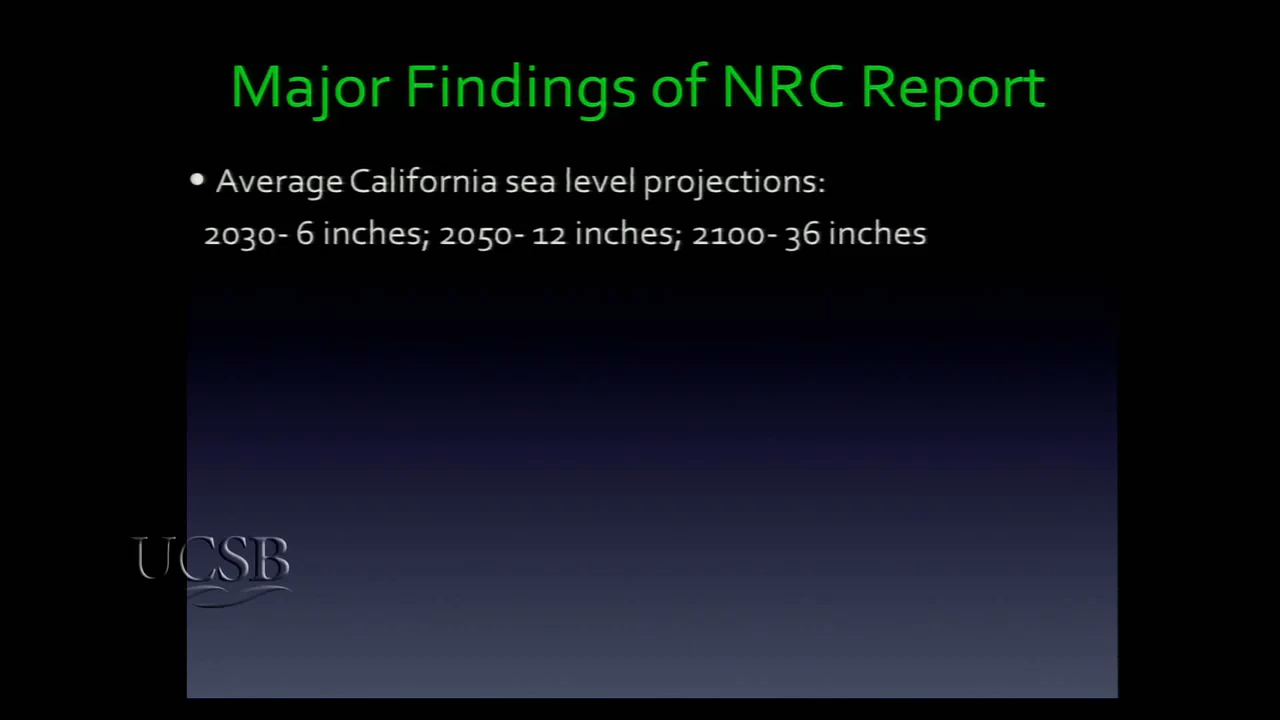 Major Findings of NRC Report
• Average California sea level projections:
2030- 6 inches; 2050- 12 inches; 2100- 36 inches
UCSB